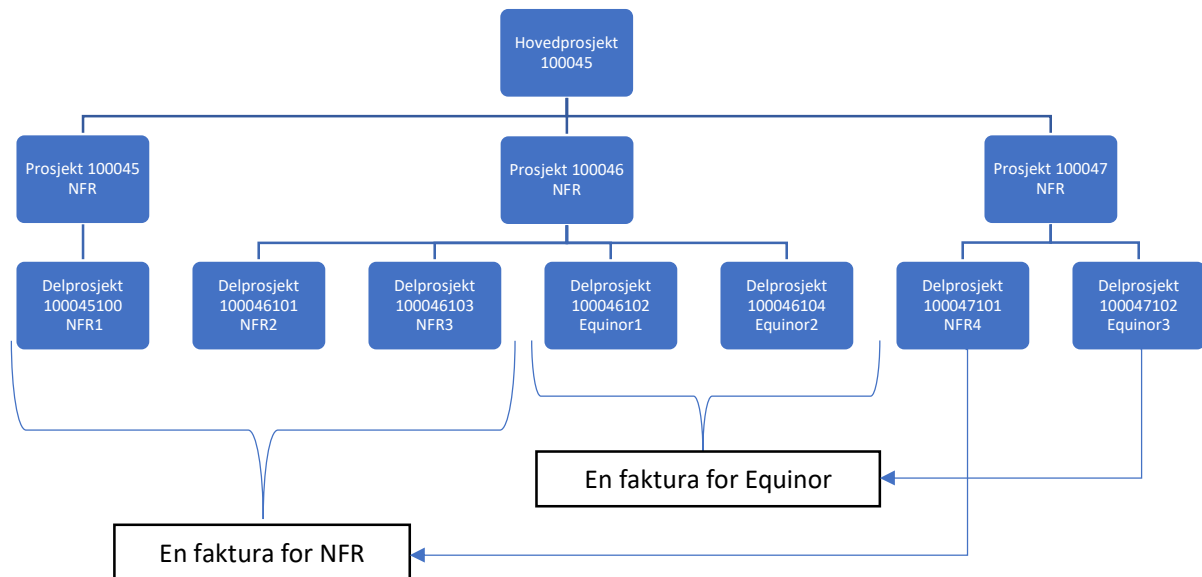 Hovedprosjekt
100045
Prosjekt 100045
NFR
Prosjekt 100046
NFR
Prosjekt 100047
NFR
Delprosjekt
100045100
NFR1
Delprosjekt
100046101
NFR2
Delprosjekt
100046103
NFR3
Delprosjekt
100046102
Equinor1
Delprosjekt
100046104
Equinor2
Delprosjekt
100047101
NFR4
Delprosjekt
100047102
Equinor3
En faktura for Equinor
En faktura for NFR